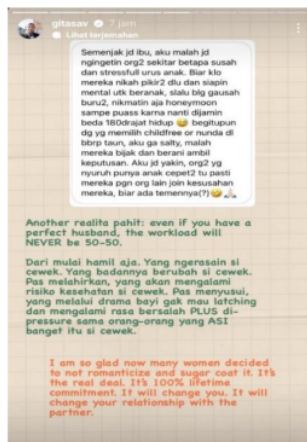 gitasav 7 jam
Lihat terjemahan
Semenjak jd ibu, aku malah jd
ngingetin org2 sekitar betapa susah
dan stressfull urus anak. Biar klo
mereka nikah pikir2 dlu dan siapin
mental utk beranak, slalu blg gausah
buru2, nikmatin aja honeymoon
sampe puass karna nanti dijamin
beda 180drajat hidup 😅 begitupun
dg yg memilih childfree or nunda dl
bbrp taun, aku ga salty, malah
mereka bijak dan berani ambil
keputusan. Aku jd yakin, org2 yg
nyuruh punya anak cepet2 tu pasti
mereka pgn org lain join kesusahan
mereka, biar ada temennya(?)😅🙏🏻
Another realita pahit: even if you have a
perfect husband, the workload will
NEVER be 50-50.
Dari mulai hamil aja. Yang ngerasain si
cewek. Yang badannya berubah si cewek.
Pas melahirkan, yang akan mengalami
risiko kesehatan si cewek. Pas menyusui,
yang melalui drama bayi gak mau latching
dan mengalami rasa bersalah PLUS di-
pressure sama orang-orang yang ASI
banget itu si cewek.
I am so glad now many women decided
to not romanticize and sugar coat it. It's
the real deal. It's 100% lifetime
commitment. It will change you. It will
change your relationship with the
partner.